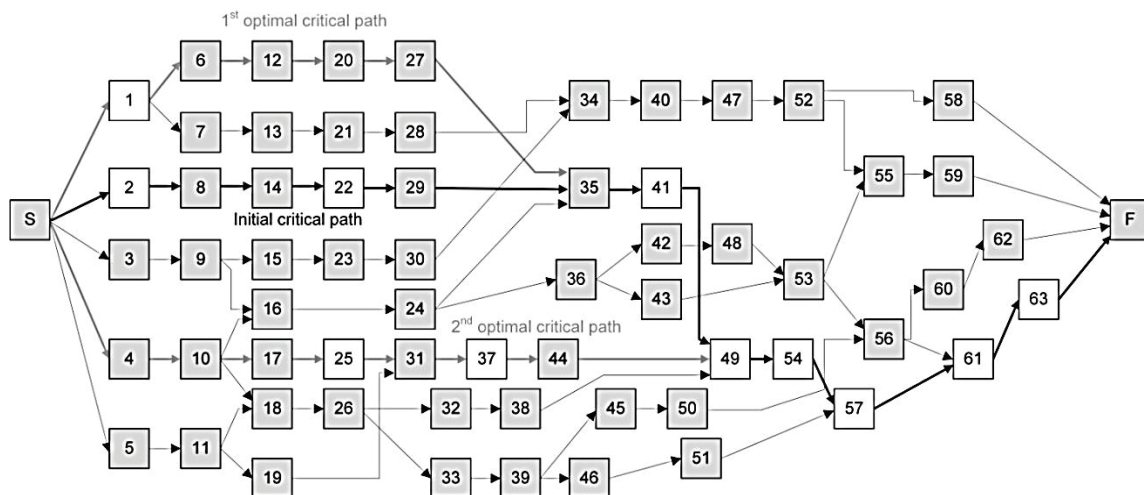 1st optimal critical path
6 12 20 27
1
34 40 47 52 58
7 13 21 28
2 8 14 22 29 35 41 55 59
S Initial critical path F
3 9 15 23 30 42 48 62
36 53 60
16 24 43 63
2nd optimal critical path
56
4 10 17 25 31 37 44 49 54 61
18 26 32 38 45 50 57
5 11 51
19 33 39 46